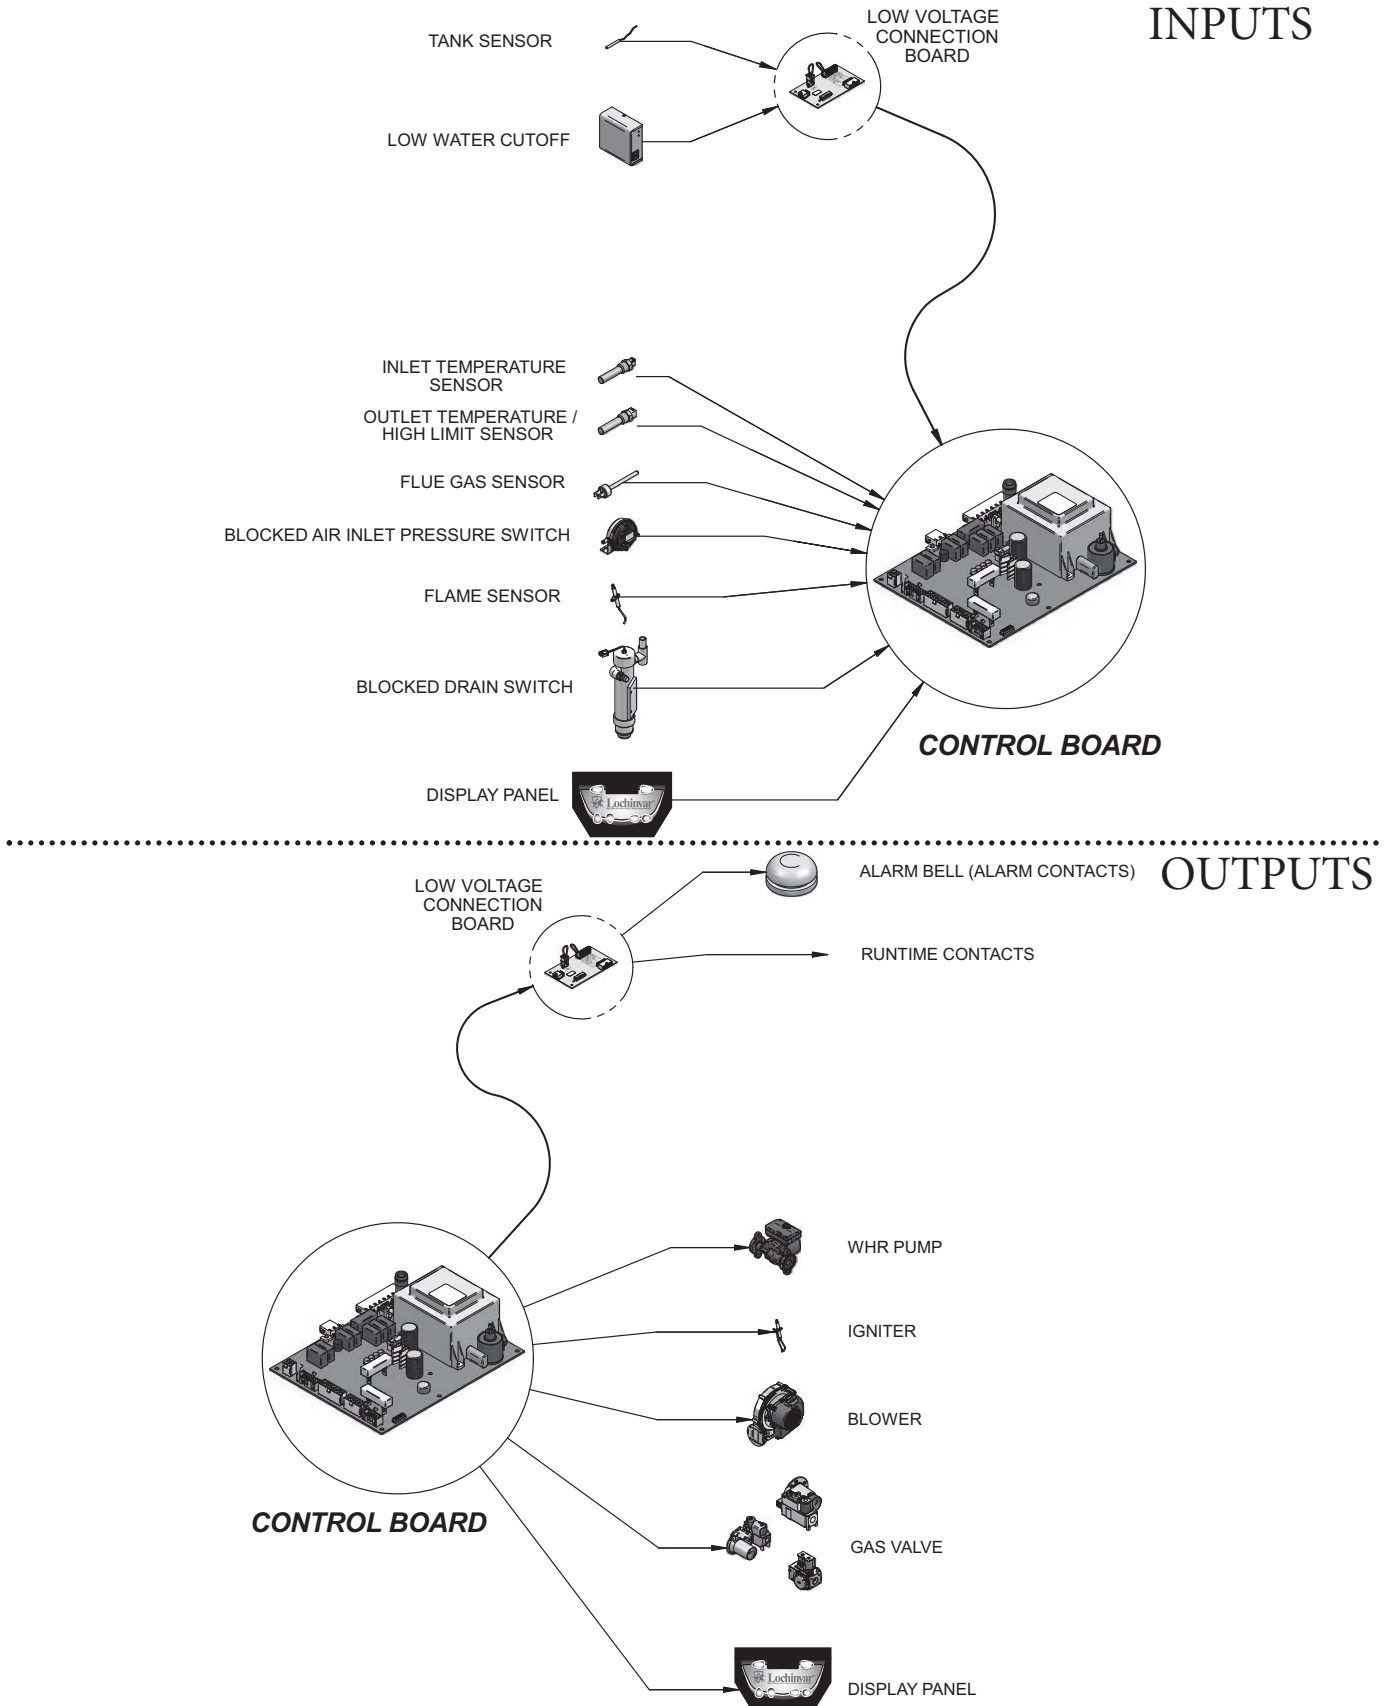 INPUTS
LOW VOLTAGE
CONNECTION
BOARD
TANK SENSOR
LOW WATER CUTOFF
INLET TEMPERATURE
SENSOR
OUTLET TEMPERATURE /
HIGH LIMIT SENSOR
FLUE GAS SENSOR
BLOCKED AIR INLET PRESSURE SWITCH
FLAME SENSOR
BLOCKED DRAIN SWITCH
CONTROL BOARD
DISPLAY PANEL
Lochinvar
OUTPUTS
ALARM BELL (ALARM CONTACTS)
LOW VOLTAGE
CONNECTION
BOARD
RUNTIME CONTACTS
WHR PUMP
IGNITER
BLOWER
CONTROL BOARD
GAS VALVE
Lochinvar
DISPLAY PANEL